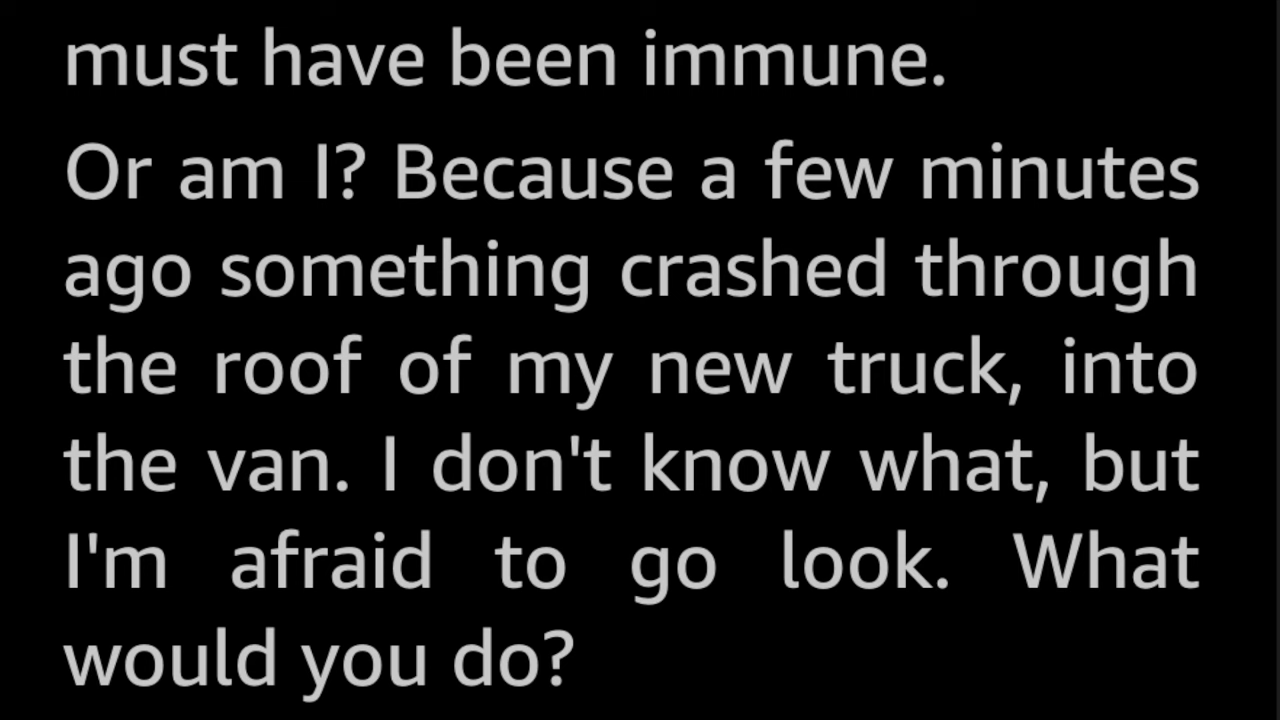 must have been immune.
Or am I? Because a few minutes
ago something crashed through
the roof of my new truck, into
the van. I don't know what, but
I'm afraid to go look. What
would you do?